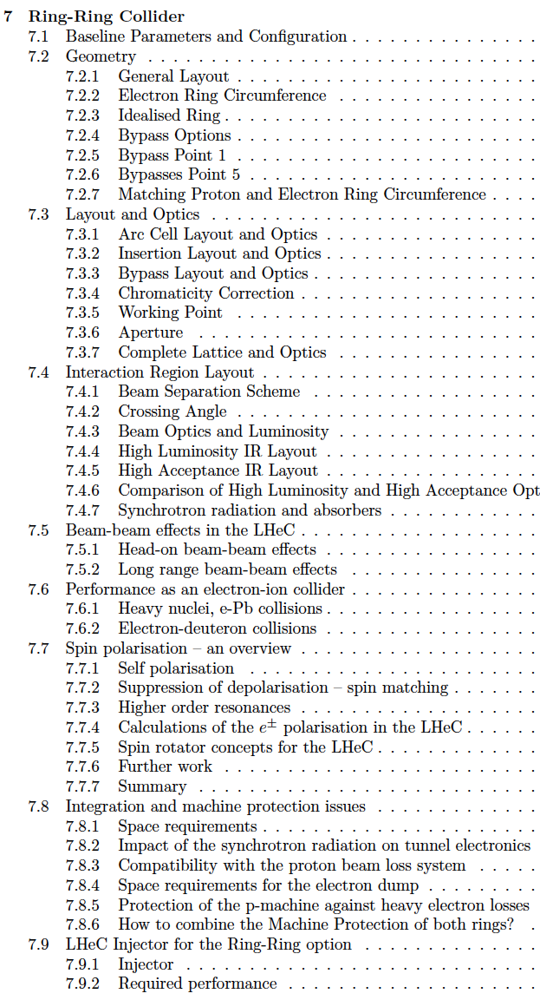 7 Ring-Ring Collider
7.1 Baseline Parameters and Configuration . . . . . . . . . . . . . . .
7.2 Geometry . . . . . . . . . . . . . . . . . . . . . . . . . . . . . . .
7.2.1 General Layout . . . . . . . . . . . . . . . . . . . . . . . .
7.2.2 Electron Ring Circumference . . . . . . . . . . . . . . . .
7.2.3 Idealised Ring . . . . . . . . . . . . . . . . . . . . . . . . .
7.2.4 Bypass Options . . . . . . . . . . . . . . . . . . . . . . . .
7.2.5 Bypass Point 1 . . . . . . . . . . . . . . . . . . . . . . . .
7.2.6 Bypasses Point 5 . . . . . . . . . . . . . . . . . . . . . . .
7.2.7 Matching Proton and Electron Ring Circumference . . . .
7.3 Layout and Optics . . . . . . . . . . . . . . . . . . . . . . . . . .
7.3.1 Arc Cell Layout and Optics . . . . . . . . . . . . . . . . .
7.3.2 Insertion Layout and Optics . . . . . . . . . . . . . . . . .
7.3.3 Bypass Layout and Optics . . . . . . . . . . . . . . . . . .
7.3.4 Chromaticity Correction . . . . . . . . . . . . . . . . . . .
7.3.5 Working Point . . . . . . . . . . . . . . . . . . . . . . . .
7.3.6 Aperture . . . . . . . . . . . . . . . . . . . . . . . . . . .
7.3.7 Complete Lattice and Optics . . . . . . . . . . . . . . . .
7.4 Interaction Region Layout . . . . . . . . . . . . . . . . . . . . . .
7.4.1 Beam Separation Scheme . . . . . . . . . . . . . . . . . .
7.4.2 Crossing Angle . . . . . . . . . . . . . . . . . . . . . . . .
7.4.3 Beam Optics and Luminosity . . . . . . . . . . . . . . . .
7.4.4 High Luminosity IR Layout . . . . . . . . . . . . . . . . .
7.4.5 High Acceptance IR Layout . . . . . . . . . . . . . . . . .
7.4.6 Comparison of High Luminosity and High Acceptance Opt
7.4.7 Synchrotron radiation and absorbers . . . . . . . . . . . .
7.5 Beam-beam effects in the LHeC . . . . . . . . . . . . . . . . . . .
7.5.1 Head-on beam-beam effects . . . . . . . . . . . . . . . . .
7.5.2 Long range beam-beam effects . . . . . . . . . . . . . . .
7.6 Performance as an electron-ion collider . . . . . . . . . . . . . . .
7.6.1 Heavy nuclei, e-Pb collisions . . . . . . . . . . . . . . . . .
7.6.2 Electron-deuteron collisions . . . . . . . . . . . . . . . . .
7.7 Spin polarisation – an overview . . . . . . . . . . . . . . . . . . .
7.7.1 Self polarisation . . . . . . . . . . . . . . . . . . . . . . .
7.7.2 Suppression of depolarisation – spin matching . . . . . . .
7.7.3 Higher order resonances . . . . . . . . . . . . . . . . . . .
7.7.4 Calculations of the e± polarisation in the LHeC . . . . . .
7.7.5 Spin rotator concepts for the LHeC . . . . . . . . . . . . .
7.7.6 Further work . . . . . . . . . . . . . . . . . . . . . . . . .
7.7.7 Summary . . . . . . . . . . . . . . . . . . . . . . . . . . .
7.8 Integration and machine protection issues . . . . . . . . . . . . .
7.8.1 Space requirements . . . . . . . . . . . . . . . . . . . . . .
7.8.2 Impact of the synchrotron radiation on tunnel electronics
7.8.3 Compatibility with the proton beam loss system . . . . .
7.8.4 Space requirements for the electron dump . . . . . . . . .
7.8.5 Protection of the p-machine against heavy electron losses
7.8.6 How to combine the Machine Protection of both rings? .
7.9 LHeC Injector for the Ring-Ring option . . . . . . . . . . . . . .
7.9.1 Injector . . . . . . . . . . . . . . . . . . . . . . . . . . . .
7.9.2 Required performance . . . . . . . . . . . . . . . . . . . .